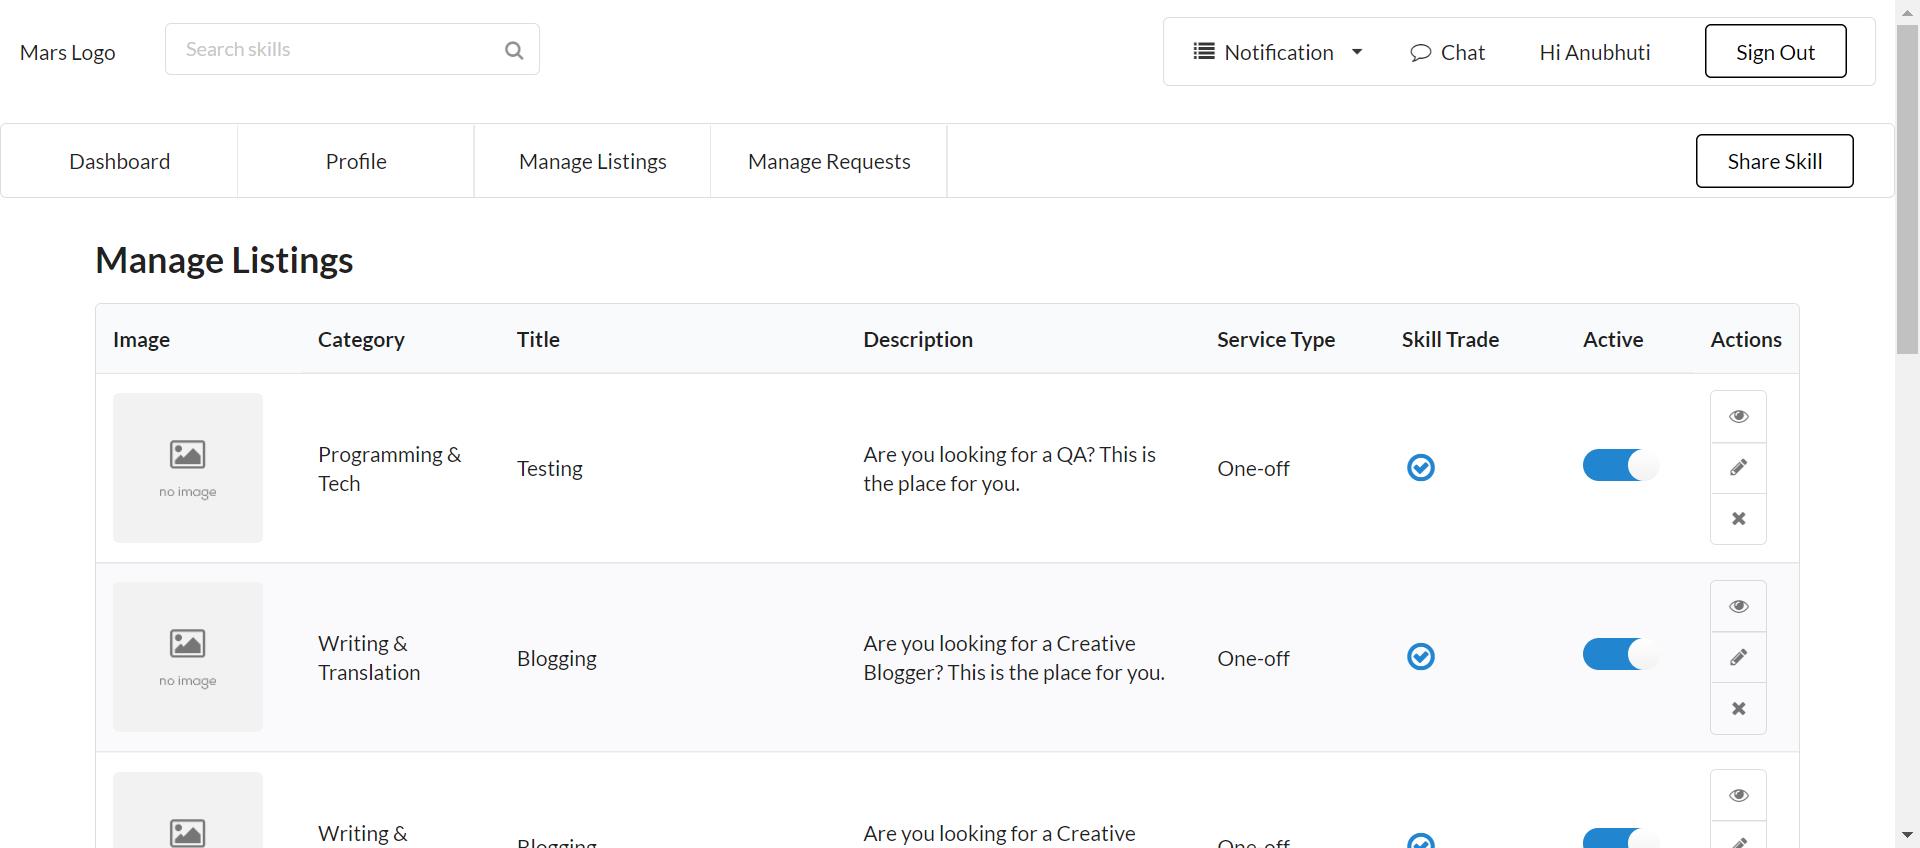 Mars Logo
Search skills
Notification
Chat
Hi Anubhuti
Sign Out
Dashboard
Profile
Manage Listings
Manage Requests
Share Skill
Manage Listings
Image
Category
Title
Description
Service Type
Skill Trade
Active
Actions
no image
Programming &
Tech
Testing
Are you looking for a QA? This is
the place for you.
One-off
no image
Writing &
Translation
Blogging
Are you looking for a Creative
Blogger? This is the place for you.
One-off
Writing &
Blogging
Are you looking for a Creative
One-off